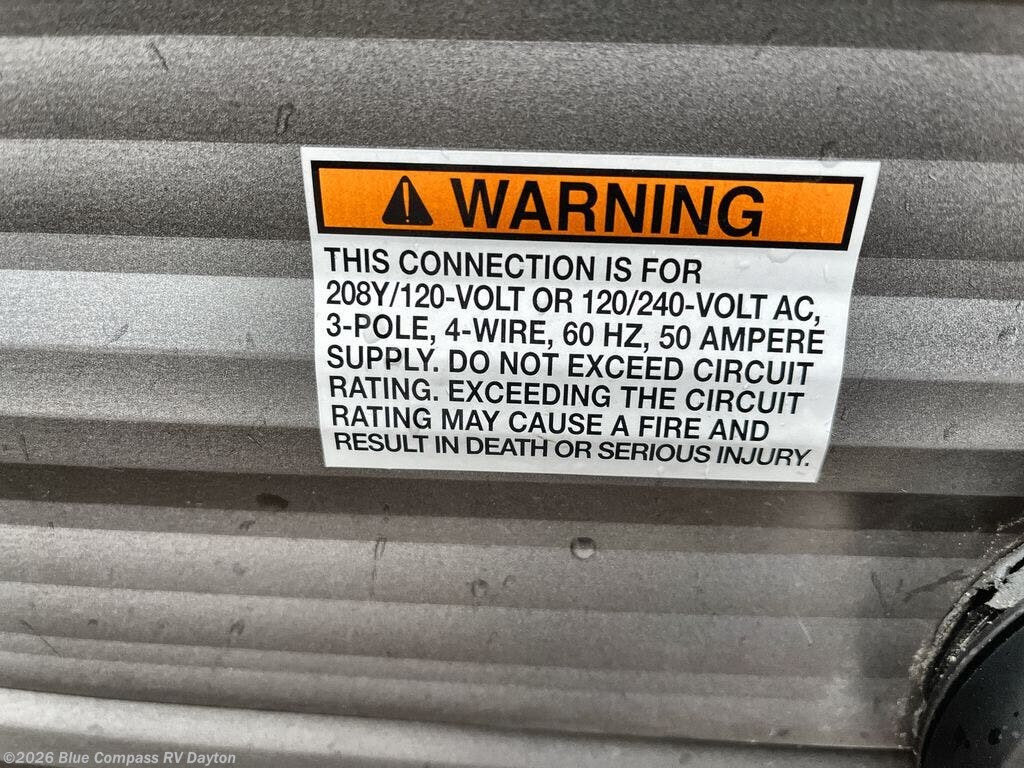 WARNING
THIS CONNECTION IS FOR
208Y/120-VOLT OR 120/240-VOLT AC,
3-POLE, 4-WIRE, 60 HZ, 50 AMPERE
SUPPLY. DO NOT EXCEED CIRCUIT
RATING. EXCEEDING THE CIRCUIT
RATING MAY CAUSE A FIRE AND
RESULT IN DEATH OR SERIOUS INJURY.
©2026 Blue Compass RV Dayton